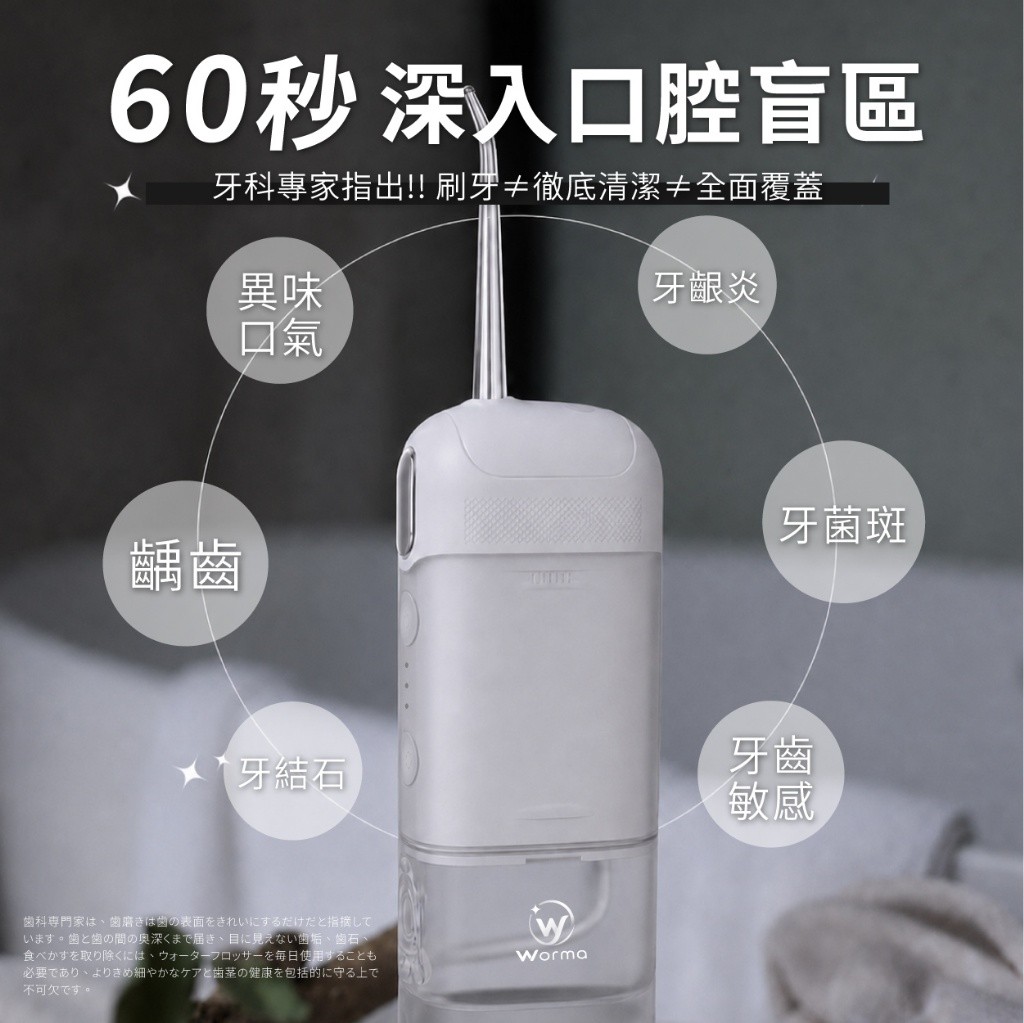 60秒 深入口腔盲區
牙科專家指出!! 刷牙≠徹底清潔≠全面覆蓋
異味
口氣
牙齦炎
齲齒
牙菌斑
牙結石
牙齒
敏感
歯科専門家は、歯磨きは歯の表面をきれいにするだけだと指摘して
います。歯と歯の間の奥深くまで届き、目に見えない歯垢、歯石、
食べかすを取り除くには、ウォーターフロッサーを毎日使用することも
必要であり、よりきめ細やかなケアと歯茎の健康を包括的に守る上で
不可欠です。
W
Worma